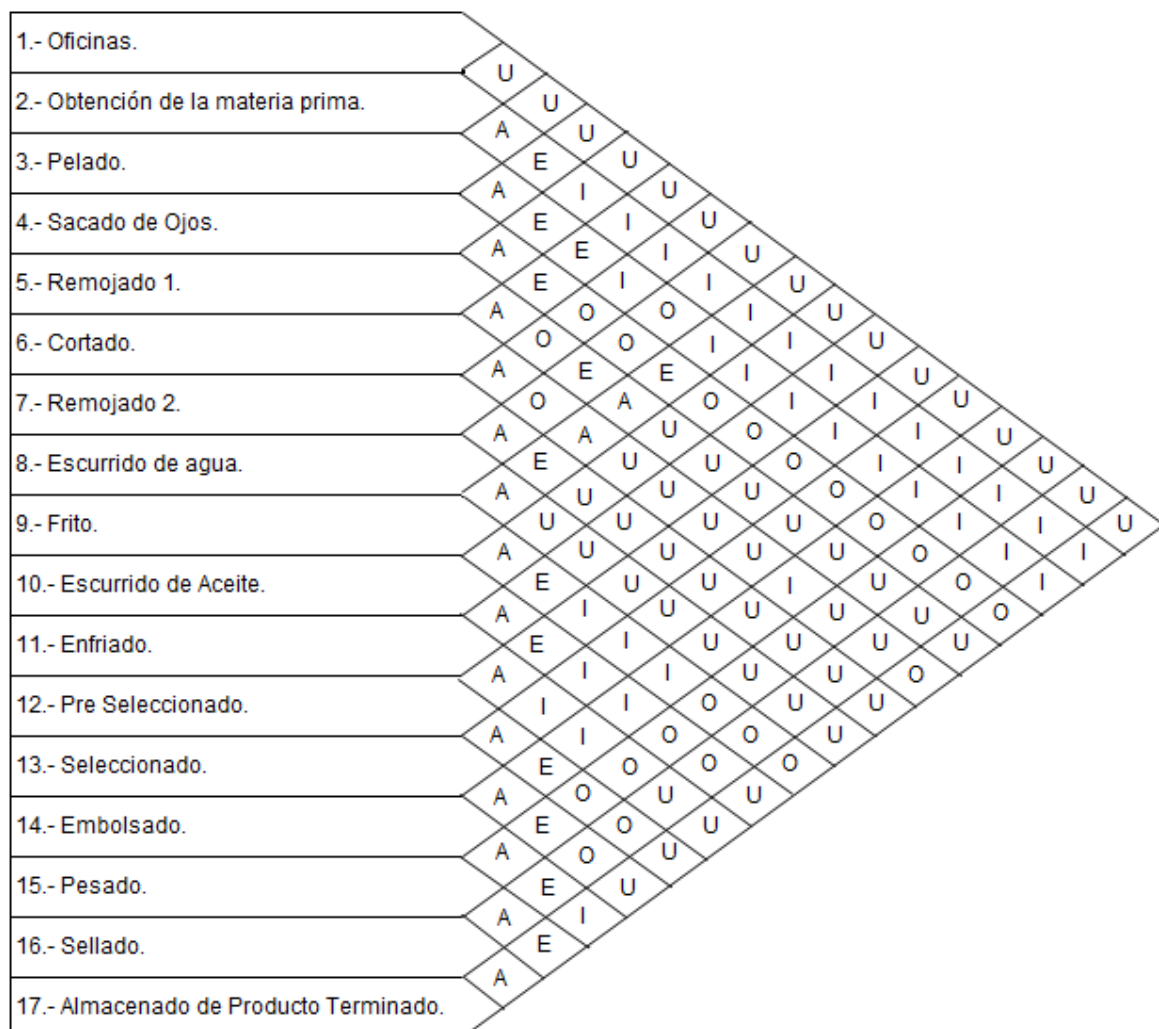 1.- Oficinas.
2.- Obtención de la materia prima.
3.- Pelado.
4.- Sacado de Ojos.
5.- Remojado 1.
6.- Cortado.
7.- Remojado 2.
8.- Escurrido de agua.
9.- Frito.
10.- Escurrido de Aceite.
11.- Enfriado.
12.- Pre Seleccionado.
13.- Seleccionado.
14.- Embolsado.
15.- Pesado.
16.- Sellado.
17.- Almacenado de Producto Terminado.
U U U U U U U U U U U U U U U U
A E I I I I I I I I I I I I I
A E E I O I I I I I I I I I
A E O O E O O O O O O O O
A O E A U U U U U U U U
A O A U U U U I U U O
A E U U U U U U U U
A U U U U U U U U
A E I I I O O O
A E I I O O U
A I I O U U
A E O O U
A E O U
A E I
A E
A